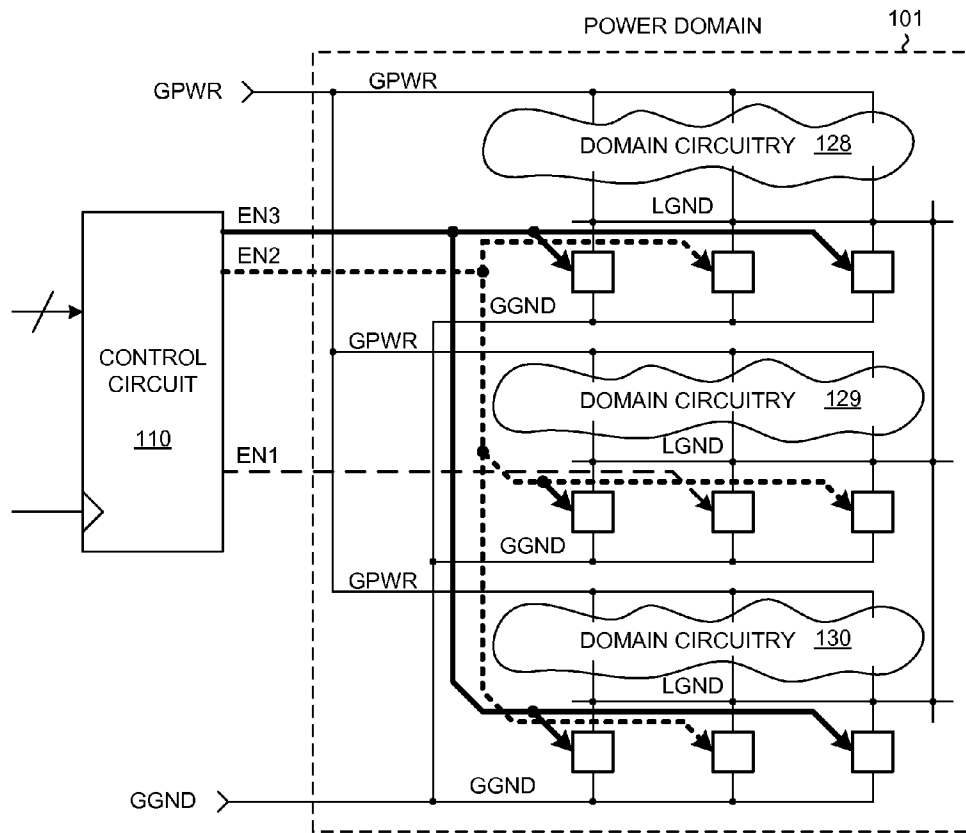 POWER DOMAIN
101
GPWR
GPWR
DOMAIN CIRCUITRY 128
LGND
EN3
EN2
GGND
GPWR
CONTROL
CIRCUIT
110
DOMAIN CIRCUITRY 129
LGND
EN1
GGND
GPWR
DOMAIN CIRCUITRY 130
LGND
GGND
GGND